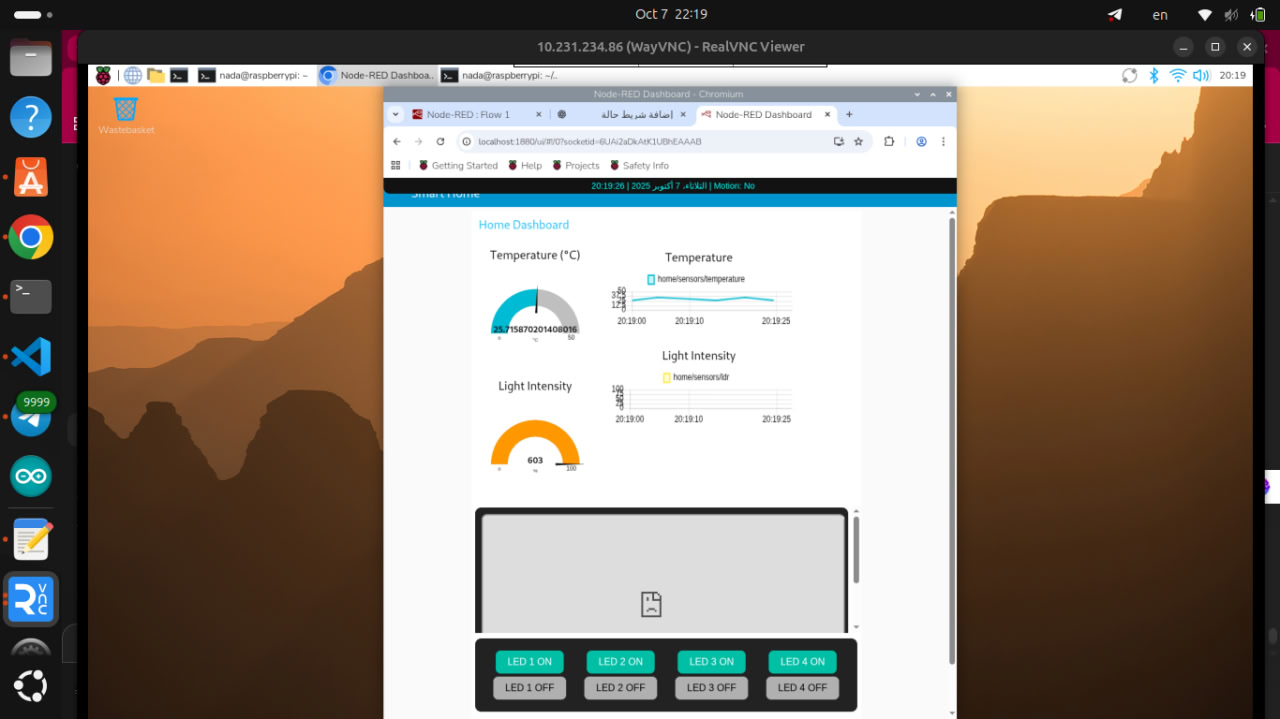 Oct 7 22:19
en
10.231.234.86 (WayVNC) - RealVNC Viewer
nada@raspberrypi: ~
Node-RED Dashboa..
nada@raspberrypi: ~/..
20:19
Wastebasket
Node-RED Dashboard - Chromium
Node-RED : Flow 1
إضافة شريط حالة
Node-RED Dashboard
localhost:1880/ui/#!/0?socketid=6UAi2aDkAtK1UBhEAAAB
Getting Started
Help
Projects
Safety Info
20:19:26 | الثلاثاء، 7 أكتوبر 2025 | Motion: No
Smart Home
Home Dashboard
Temperature (°C)
25.715870201408016
0
°C
50
Temperature
home/sensors/temperature
50
37.5
25
12.5
0
20:19:00
20:19:10
20:19:25
Light Intensity
603
0
%
100
Light Intensity
home/sensors/ldr
100
75
50
25
0
20:19:00
20:19:10
20:19:25
LED 1 ON
LED 2 ON
LED 3 ON
LED 4 ON
LED 1 OFF
LED 2 OFF
LED 3 OFF
LED 4 OFF
9999